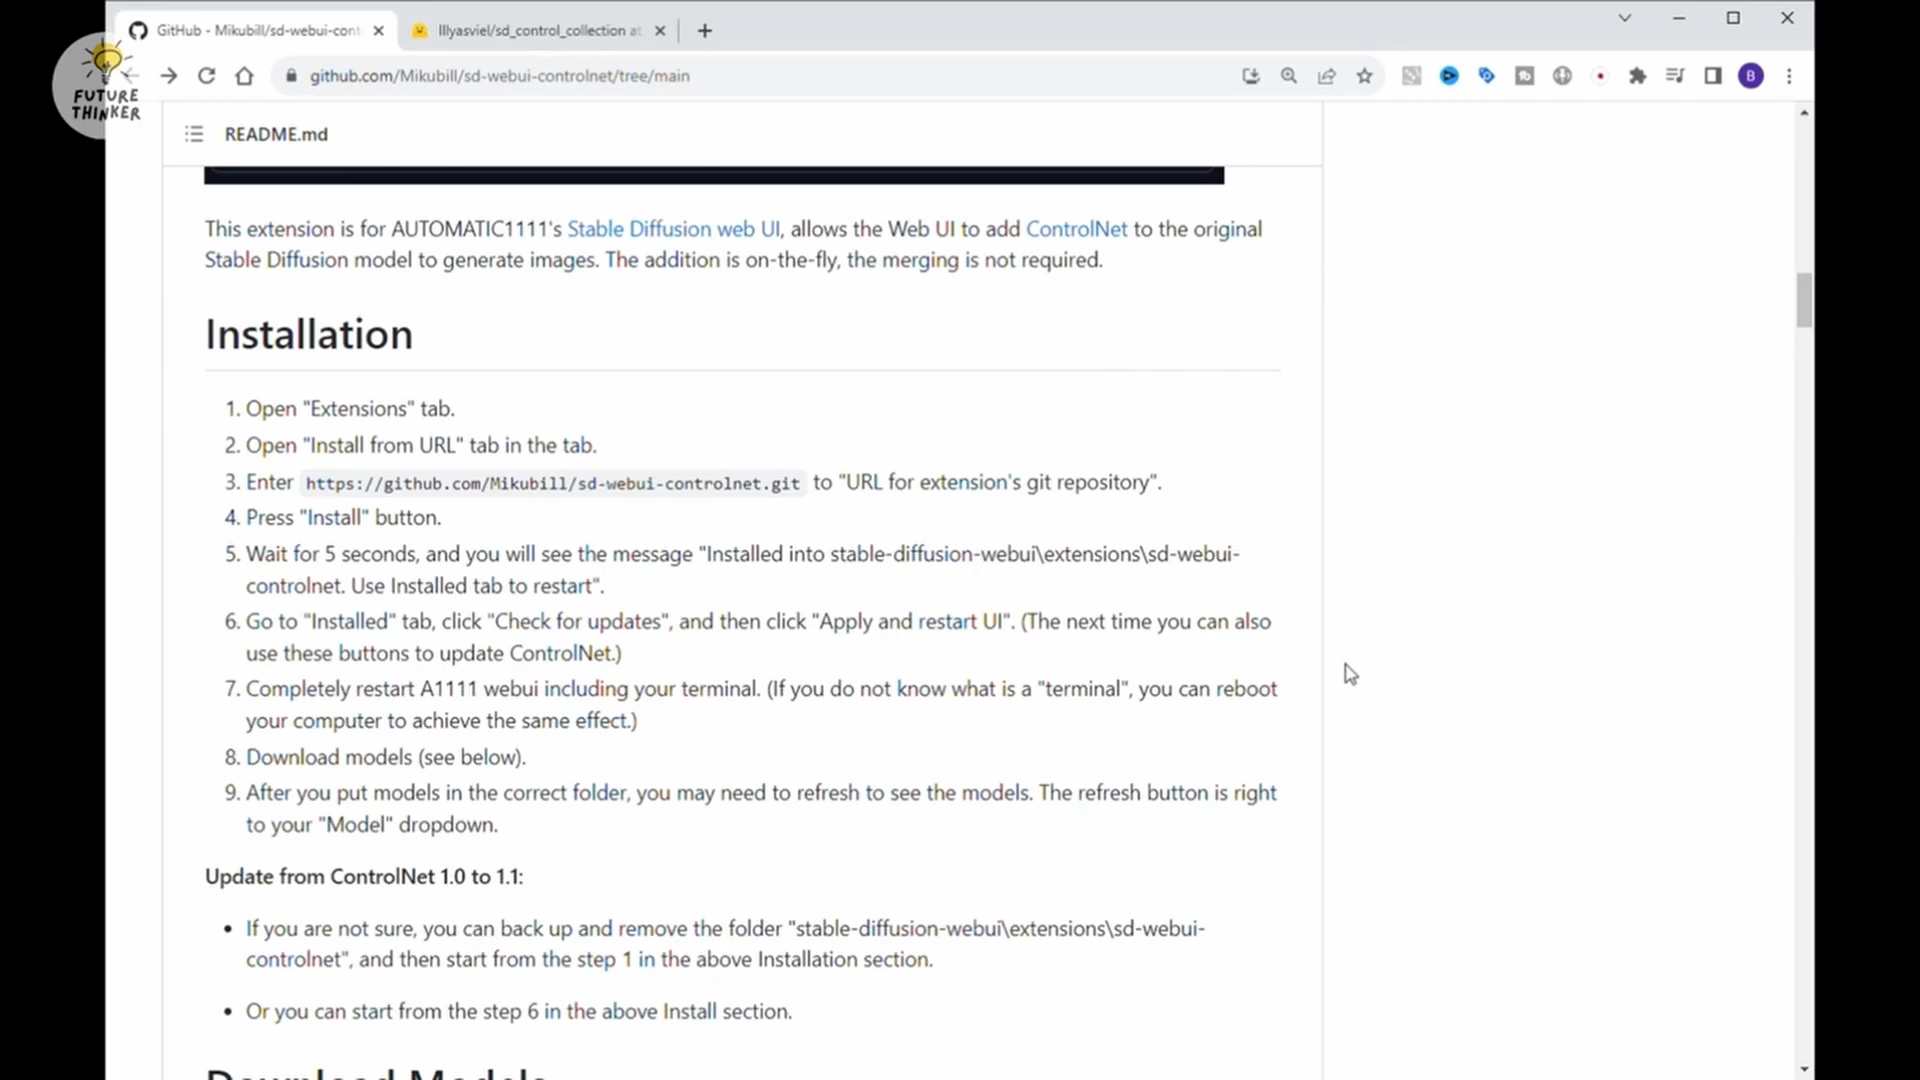 GitHub - Mikubill/sd-webui-cont
lllyasviel/sd_control_collection at
FUTURE
THINKER
github.com/Mikubill/sd-webui-controlnet/tree/main
B
README.md
This extension is for AUTOMATIC1111's Stable Diffusion web UI, allows the Web UI to add ControlNet to the original
Stable Diffusion model to generate images. The addition is on-the-fly, the merging is not required.
Installation
1. Open "Extensions" tab.
2. Open "Install from URL" tab in the tab.
3. Enter https://github.com/Mikubill/sd-webui-controlnet.git to "URL for extension's git repository".
4. Press "Install" button.
5. Wait for 5 seconds, and you will see the message "Installed into stable-diffusion-webui\extensions\sd-webui-
controlnet. Use Installed tab to restart".
6. Go to "Installed" tab, click "Check for updates", and then click "Apply and restart UI". (The next time you can also
use these buttons to update ControlNet.)
7. Completely restart A1111 webui including your terminal. (If you do not know what is a "terminal", you can reboot
your computer to achieve the same effect.)
8. Download models (see below).
9. After you put models in the correct folder, you may need to refresh to see the models. The refresh button is right
to your "Model" dropdown.
Update from ControlNet 1.0 to 1.1:
• If you are not sure, you can back up and remove the folder "stable-diffusion-webui\extensions\sd-webui-
controlnet", and then start from the step 1 in the above Installation section.
• Or you can start from the step 6 in the above Install section.
Download Models